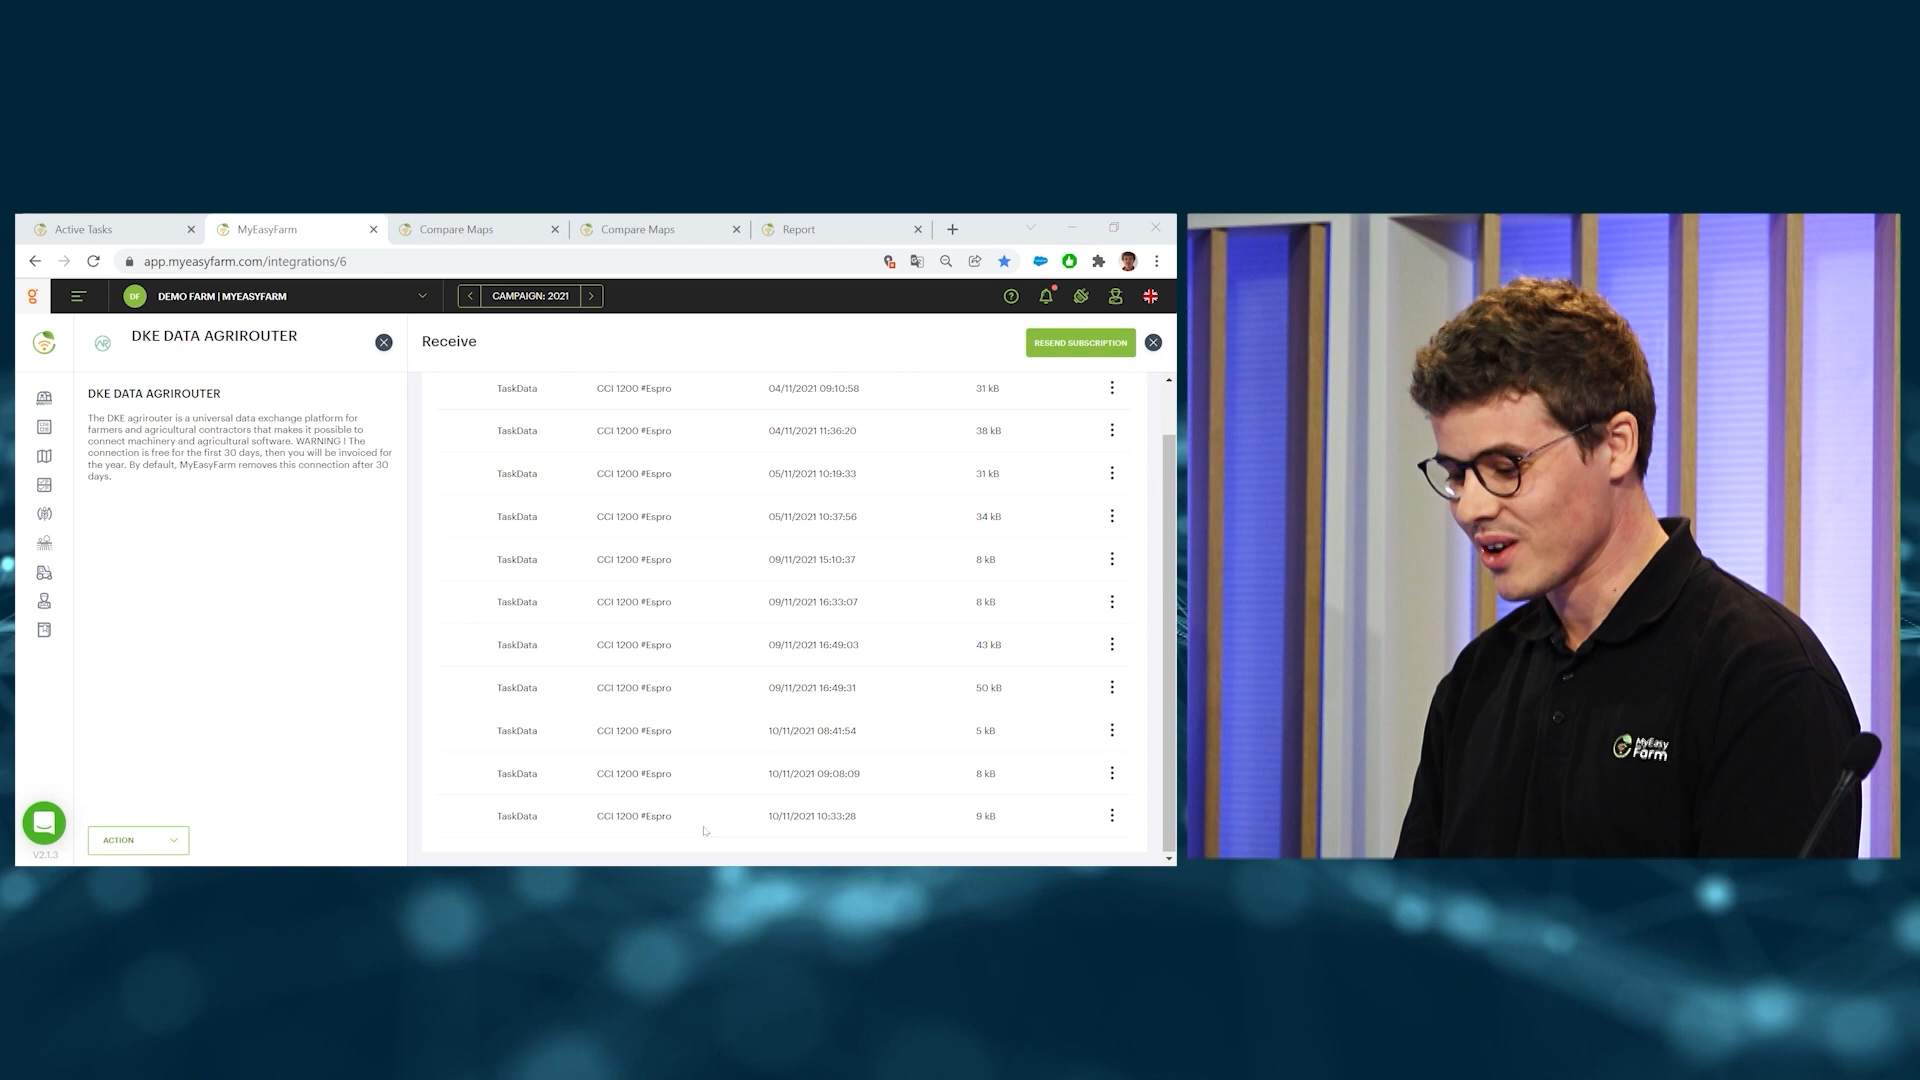 Active Tasks
MyEasyFarm
Compare Maps
Compare Maps
Report
app.myeasyfarm.com/integrations/6
DF
DEMO FARM | MYEASYFARM
CAMPAIGN: 2021
DKE DATA AGRIROUTER
Receive
RESEND SUBSCRIPTION
DKE DATA AGRIROUTER
The DKE agrirouter is a universal data exchange platform for
farmers and agricultural contractors that makes it possible to
connect machinery and agricultural software. WARNING ! The
connection is free for the first 30 days, then you will be invoiced for
the year. By default, MyEasyFarm removes this connection after 30
days.
TaskData CCI 1200 #Espro 04/11/2021 09:10:58 31 kB
TaskData CCI 1200 #Espro 04/11/2021 11:36:20 38 kB
TaskData CCI 1200 #Espro 05/11/2021 10:19:33 31 kB
TaskData CCI 1200 #Espro 05/11/2021 10:37:56 34 kB
TaskData CCI 1200 #Espro 09/11/2021 15:10:37 8 kB
TaskData CCI 1200 #Espro 09/11/2021 16:33:07 8 kB
TaskData CCI 1200 #Espro 09/11/2021 16:49:03 43 kB
TaskData CCI 1200 #Espro 09/11/2021 16:49:31 50 kB
TaskData CCI 1200 #Espro 10/11/2021 08:41:54 5 kB
TaskData CCI 1200 #Espro 10/11/2021 09:08:09 8 kB
TaskData CCI 1200 #Espro 10/11/2021 10:33:28 9 kB
ACTION
V2.1.3
MyEasy
Farm